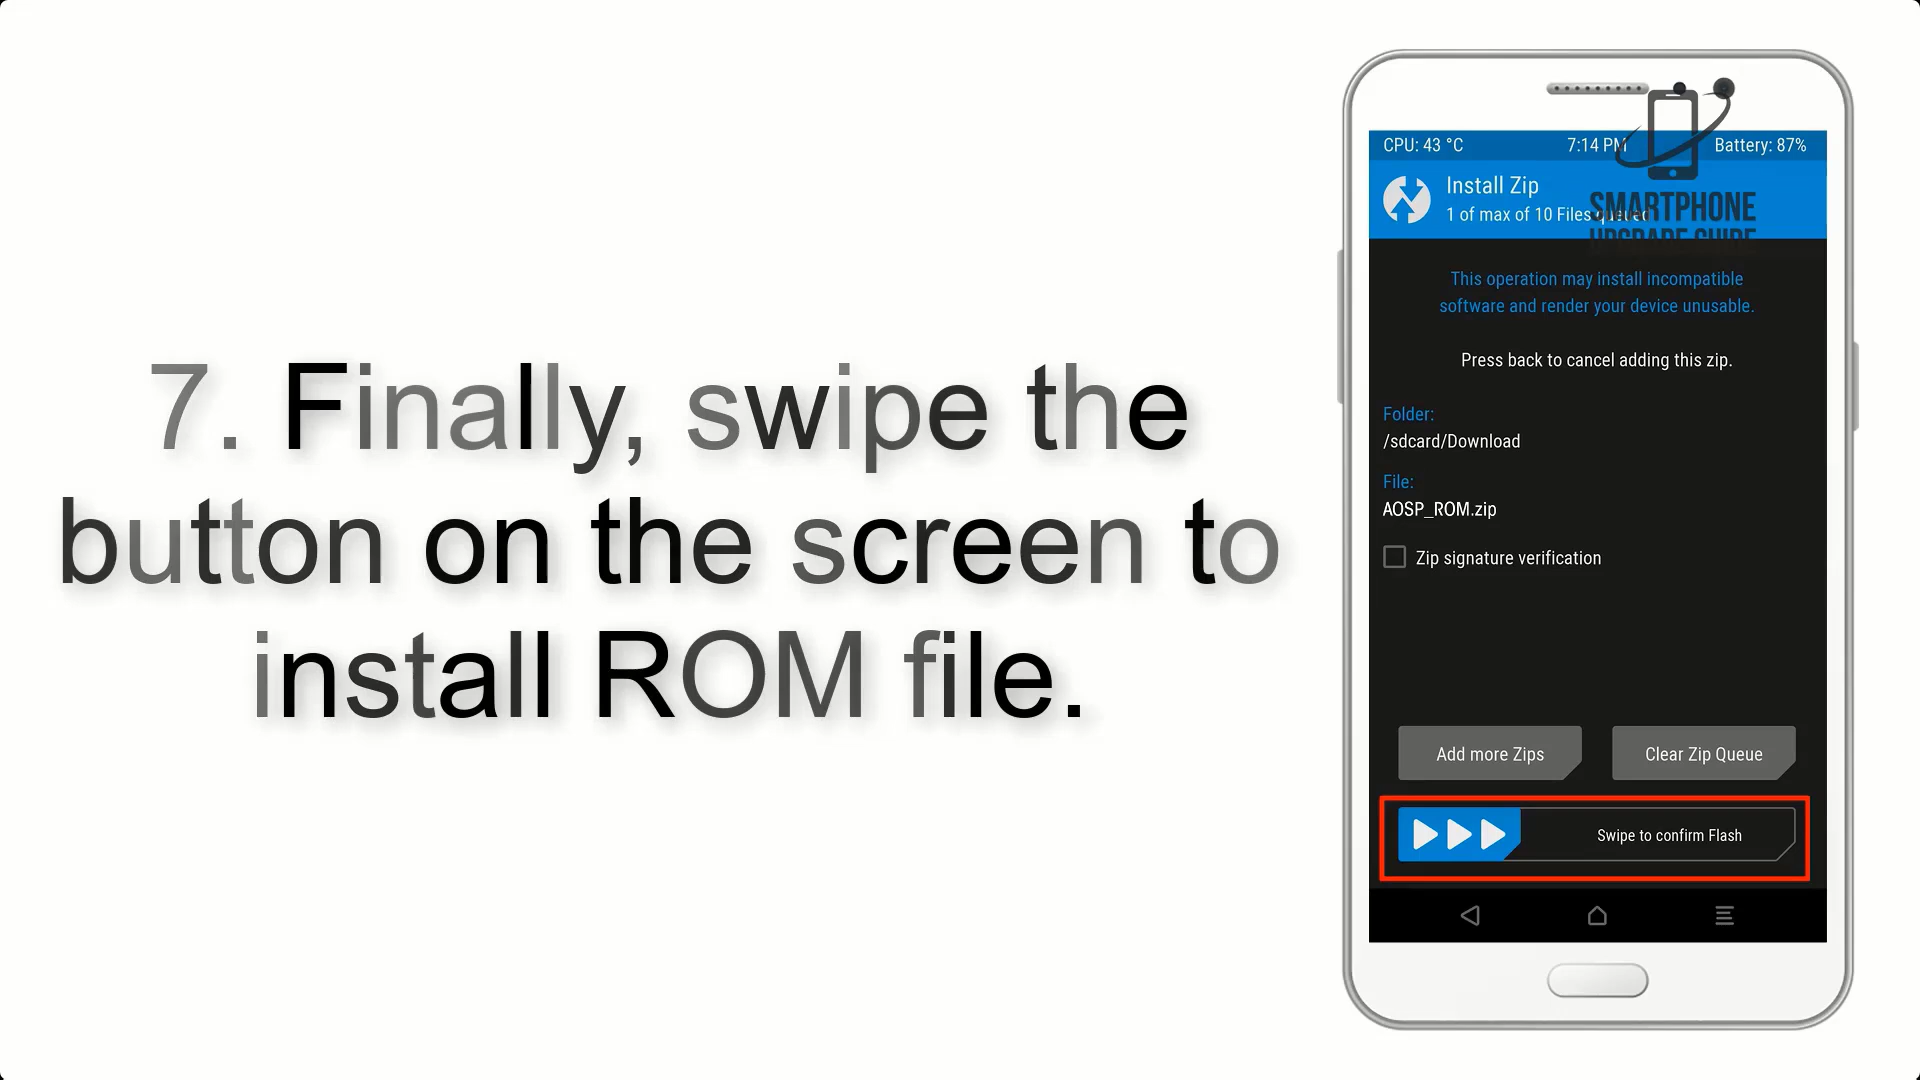 7. Finally, swipe the
button on the screen to
install ROM file.
CPU: 43 °C 7:14 PM Battery: 87%
Install Zip
1 of max of 10 Files queued
SMARTPHONE
UPGRADE GUIDE
This operation may install incompatible
software and render your device unusable.
Press back to cancel adding this zip.
Folder:
/sdcard/Download
File:
AOSP_ROM.zip
Zip signature verification
Add more Zips Clear Zip Queue
Swipe to confirm Flash